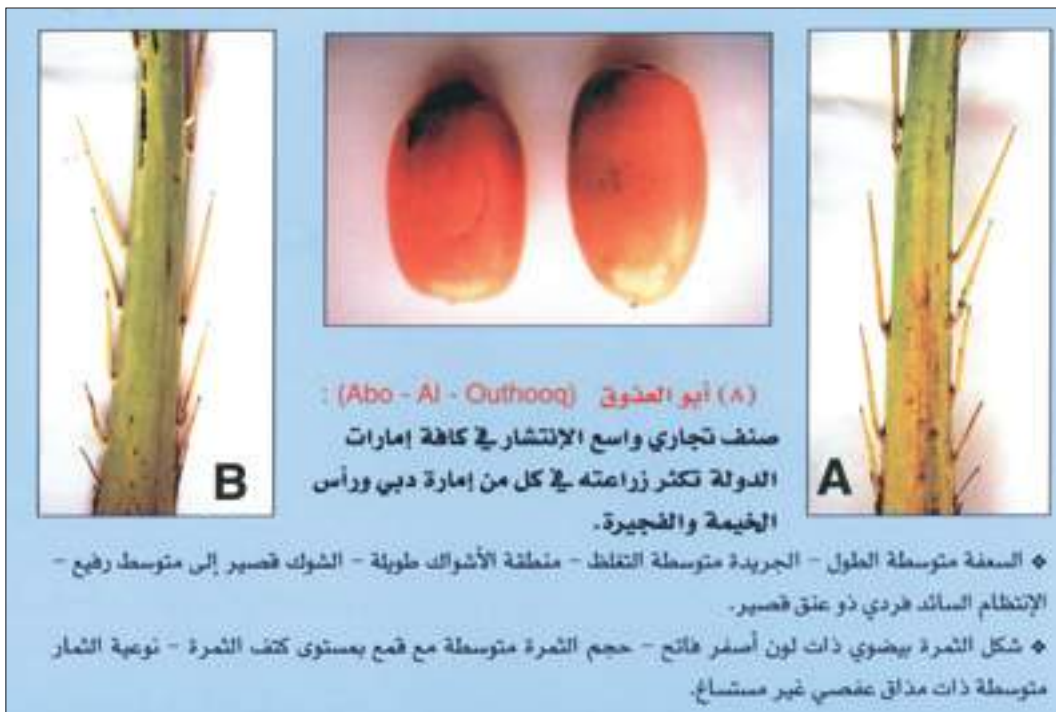 B
A
(٨) أبو العذوق (Abo - Al - Outhooq) :
صنف تجاري واسع الإنتشار في كافة إمارات
الدولة تكثر زراعته في كل من إمارة دبي ورأس
الخيمة والفجيرة.
❖ السعفة متوسطة الطول – الجريدة متوسطة التغلظ – منطقة الأشواك طويلة – الشوك قصير إلى متوسط رفيع –
الإنتظام السائد فردي ذو عنق قصير.
❖ شكل الثمرة بيضوي ذات لون أصفر فاتح – حجم الثمرة متوسطة مع قمع بمستوى كتف الثمرة – نوعية الثمار
متوسطة ذات مذاق عفصي غير مستساغ.